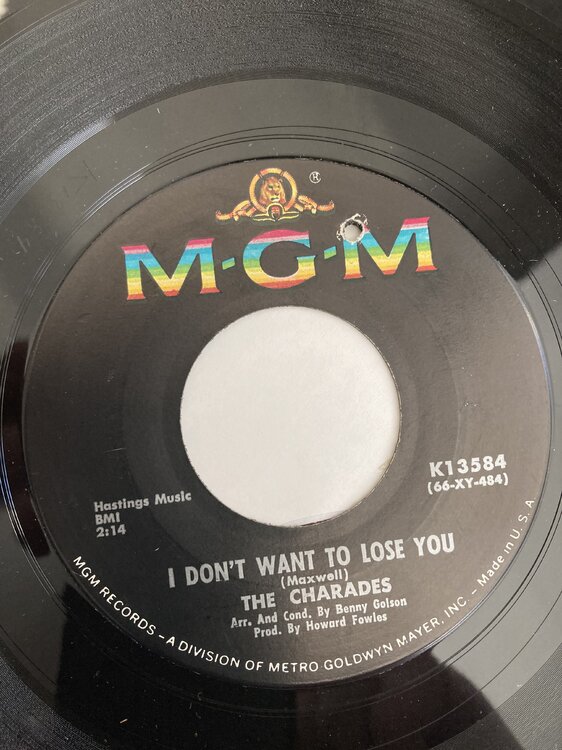 ®
M·G·M
K13584
(66-XY-484)
Hastings Music
BMI
2:14
I DON'T WANT TO LOSE YOU
(Maxwell)
THE CHARADES
Arr. And Cond. By Benny Golson
Prod. By Howard Fowles
MGM RECORDS - A DIVISION OF METRO GOLDWYN MAYER, INC. - Made in U. S. A